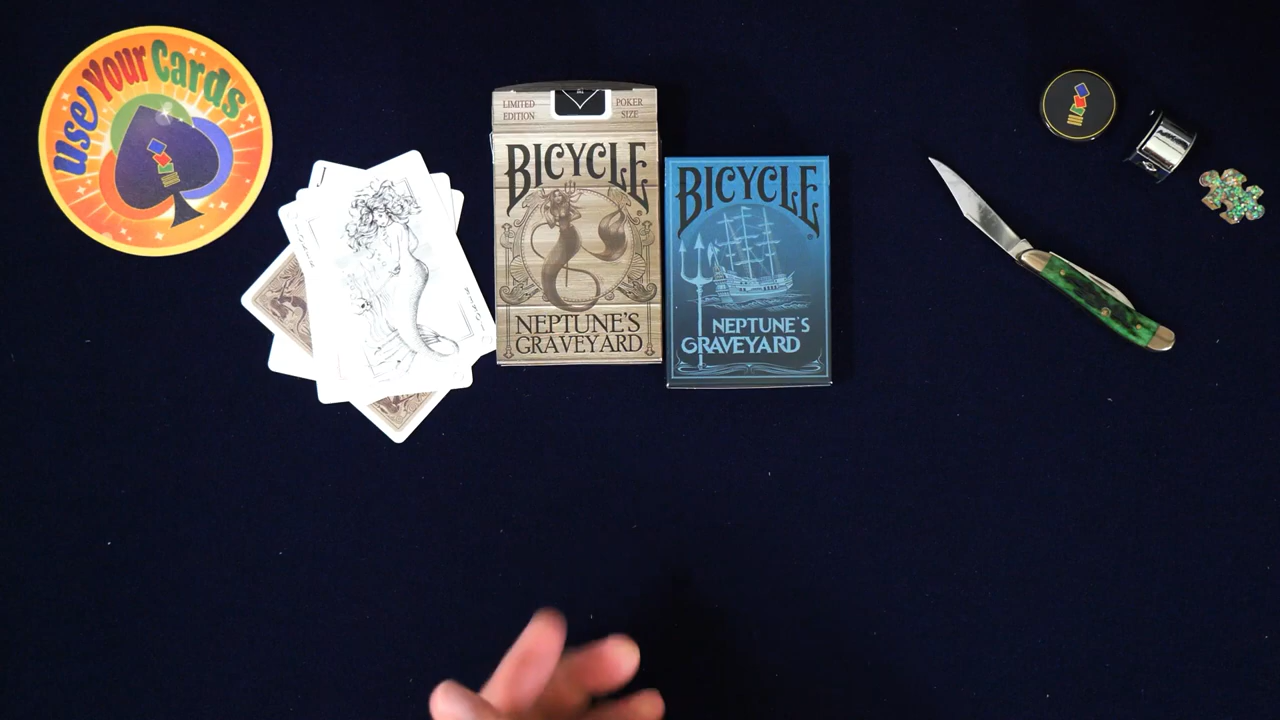 Use Your Cards
LIMITED
EDITION
POKER
SIZE
BICYCLE
NEPTUNE'S
GRAVEYARD
BICYCLE
NEPTUNE'S
GRAVEYARD